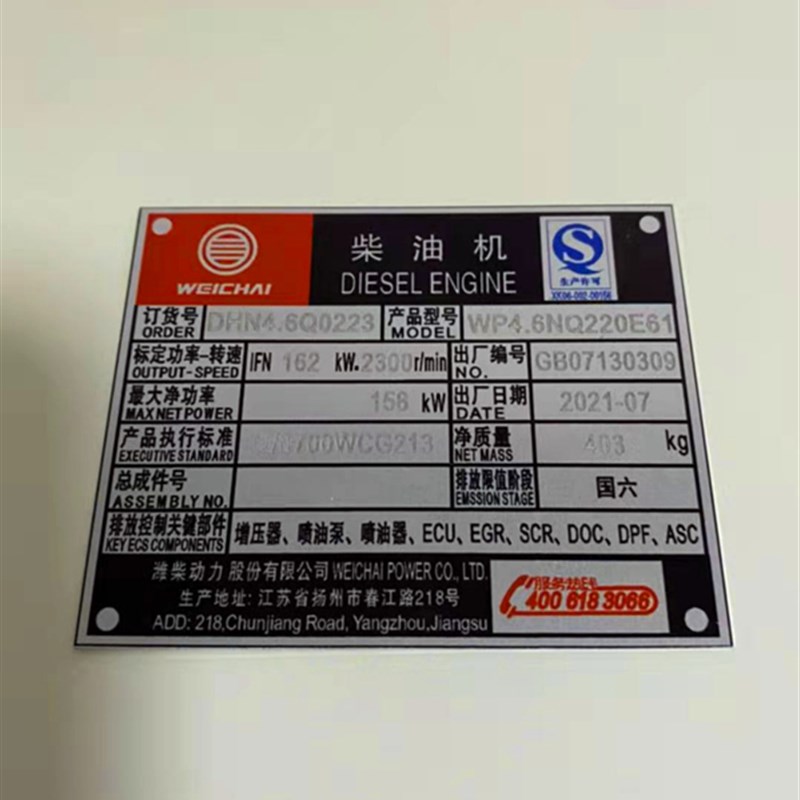 WEICHAI
柴油机
DIESEL ENGINE
生产许可
XK06-002-00156
订货号 DHN4.6Q0223 产品型号 WP4.6NQ220E61
ORDER MODEL
标定功率-转速 IFN 162 kW.2300r/min 出厂编号 GB07130309
OUTPUT-SPEED NO.
最大净功率 156 kW 出厂日期 2021-07
MAXNETPOWER DATE
产品执行标准 净质量 403 kg
EXECUTIVE STANDARD NET MASS
总成件号 排放限值阶段 国六
ASSEMBLY NO. EMSSION STAGE
排放控制关键部件 增压器、喷油泵、喷油器、ECU、EGR、SCR、DOC、DPF、ASC
KEY ECS COMPONENTS
潍柴动力 股份有限公司 WEICHAI POWER CO., LTD.
生产地址: 江苏省扬州市春江路218号
ADD: 218,Chunjiang Road, Yangzhou,Jiangsu
服务热线
400 618 3066